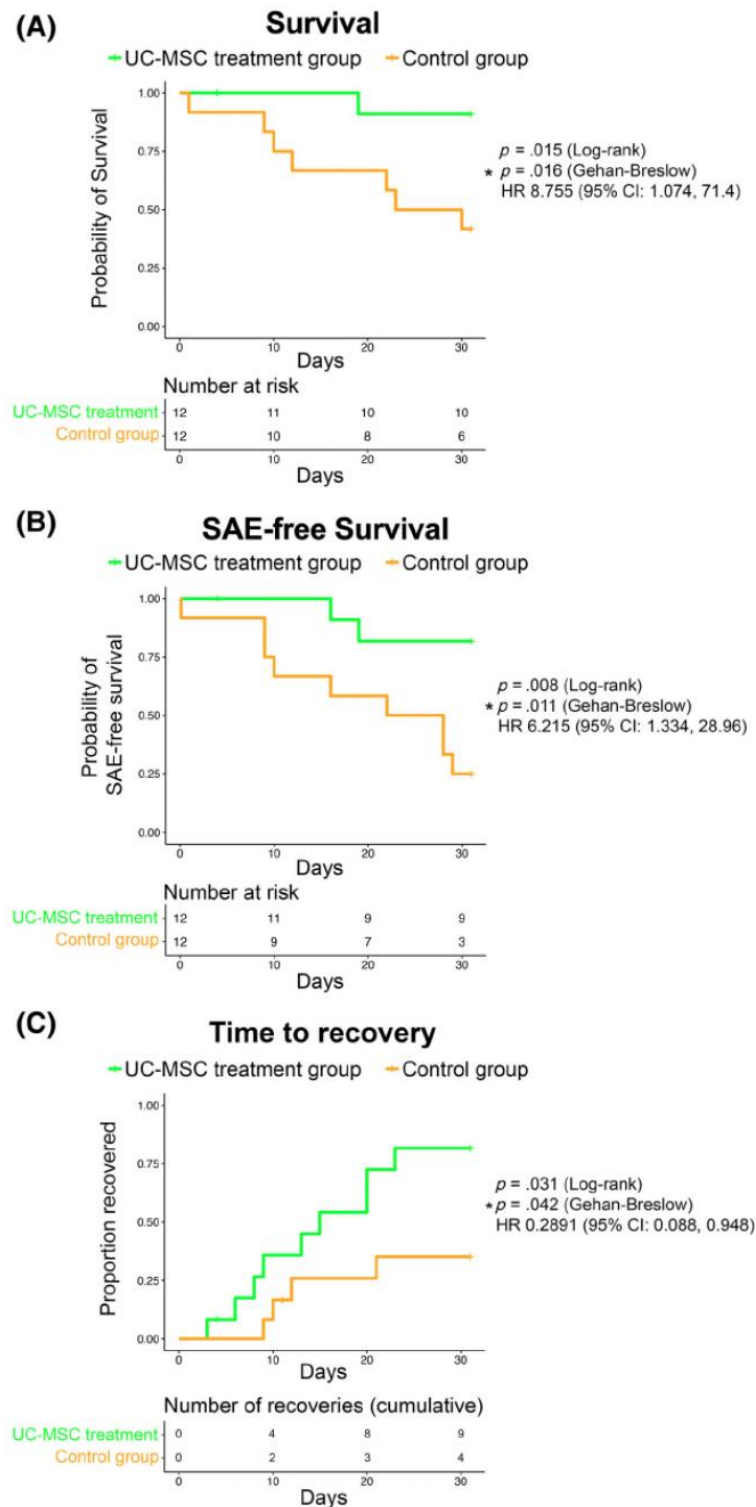 (A)
Survival
UC-MSC treatment group Control group
Probability of Survival
1.00
0.75
0.50
0.25
0.00
p = .015 (Log-rank)
* p = .016 (Gehan-Breslow)
HR 8.755 (95% CI: 1.074, 71.4)
0 10 20 30
Days
Number at risk
UC-MSC treatment 12 11 10 10
Control group 12 10 8 6
0 10 20 30
Days
(B)
SAE-free Survival
UC-MSC treatment group Control group
Probability of
SAE-free survival
1.00
0.75
0.50
0.25
0.00
p = .008 (Log-rank)
* p = .011 (Gehan-Breslow)
HR 6.215 (95% CI: 1.334, 28.96)
0 10 20 30
Days
Number at risk
UC-MSC treatment 12 11 9 9
Control group 12 9 7 3
0 10 20 30
Days
(C)
Time to recovery
UC-MSC treatment group Control group
Proportion recovered
1.00
0.75
0.50
0.25
0.00
p = .031 (Log-rank)
* p = .042 (Gehan-Breslow)
HR 0.2891 (95% CI: 0.088, 0.948)
0 10 20 30
Days
Number of recoveries (cumulative)
UC-MSC treatment 0 4 8 9
Control group 0 2 3 4
0 10 20 30
Days